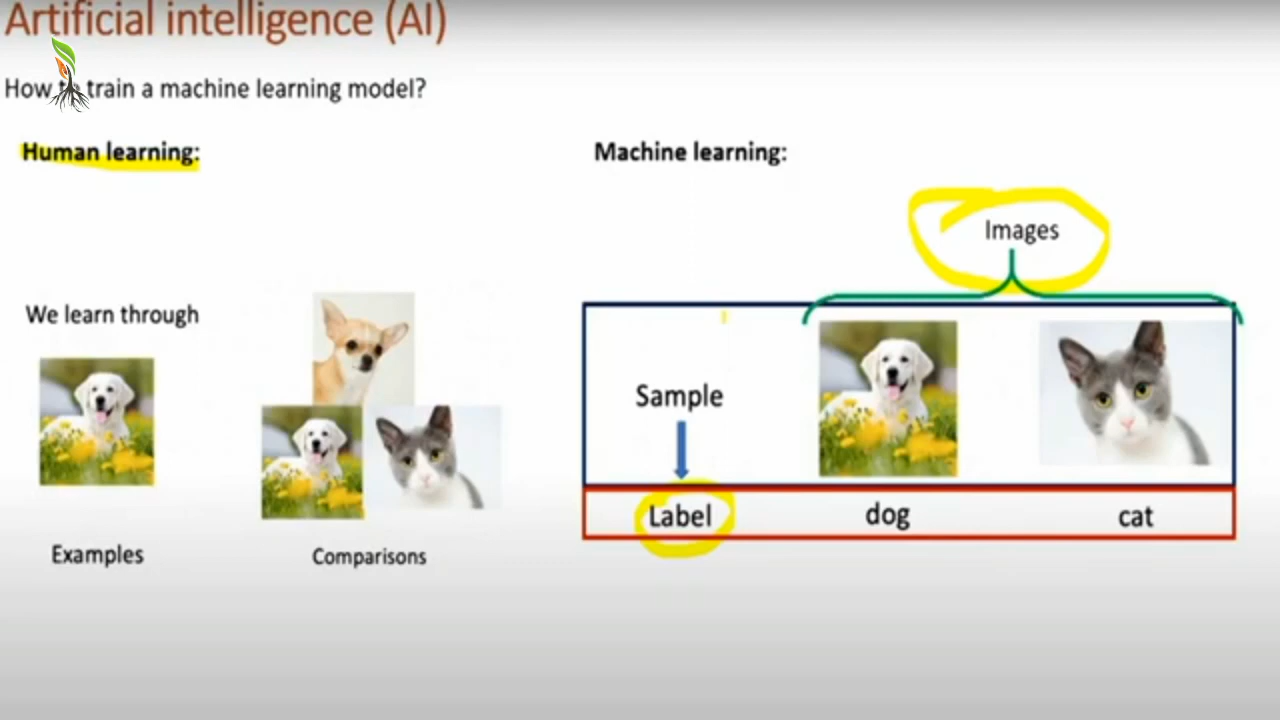 Artificial intelligence (AI)
How to train a machine learning model?
Human learning:
We learn through
Examples
Comparisons
Machine learning:
Images
Sample
Label dog cat